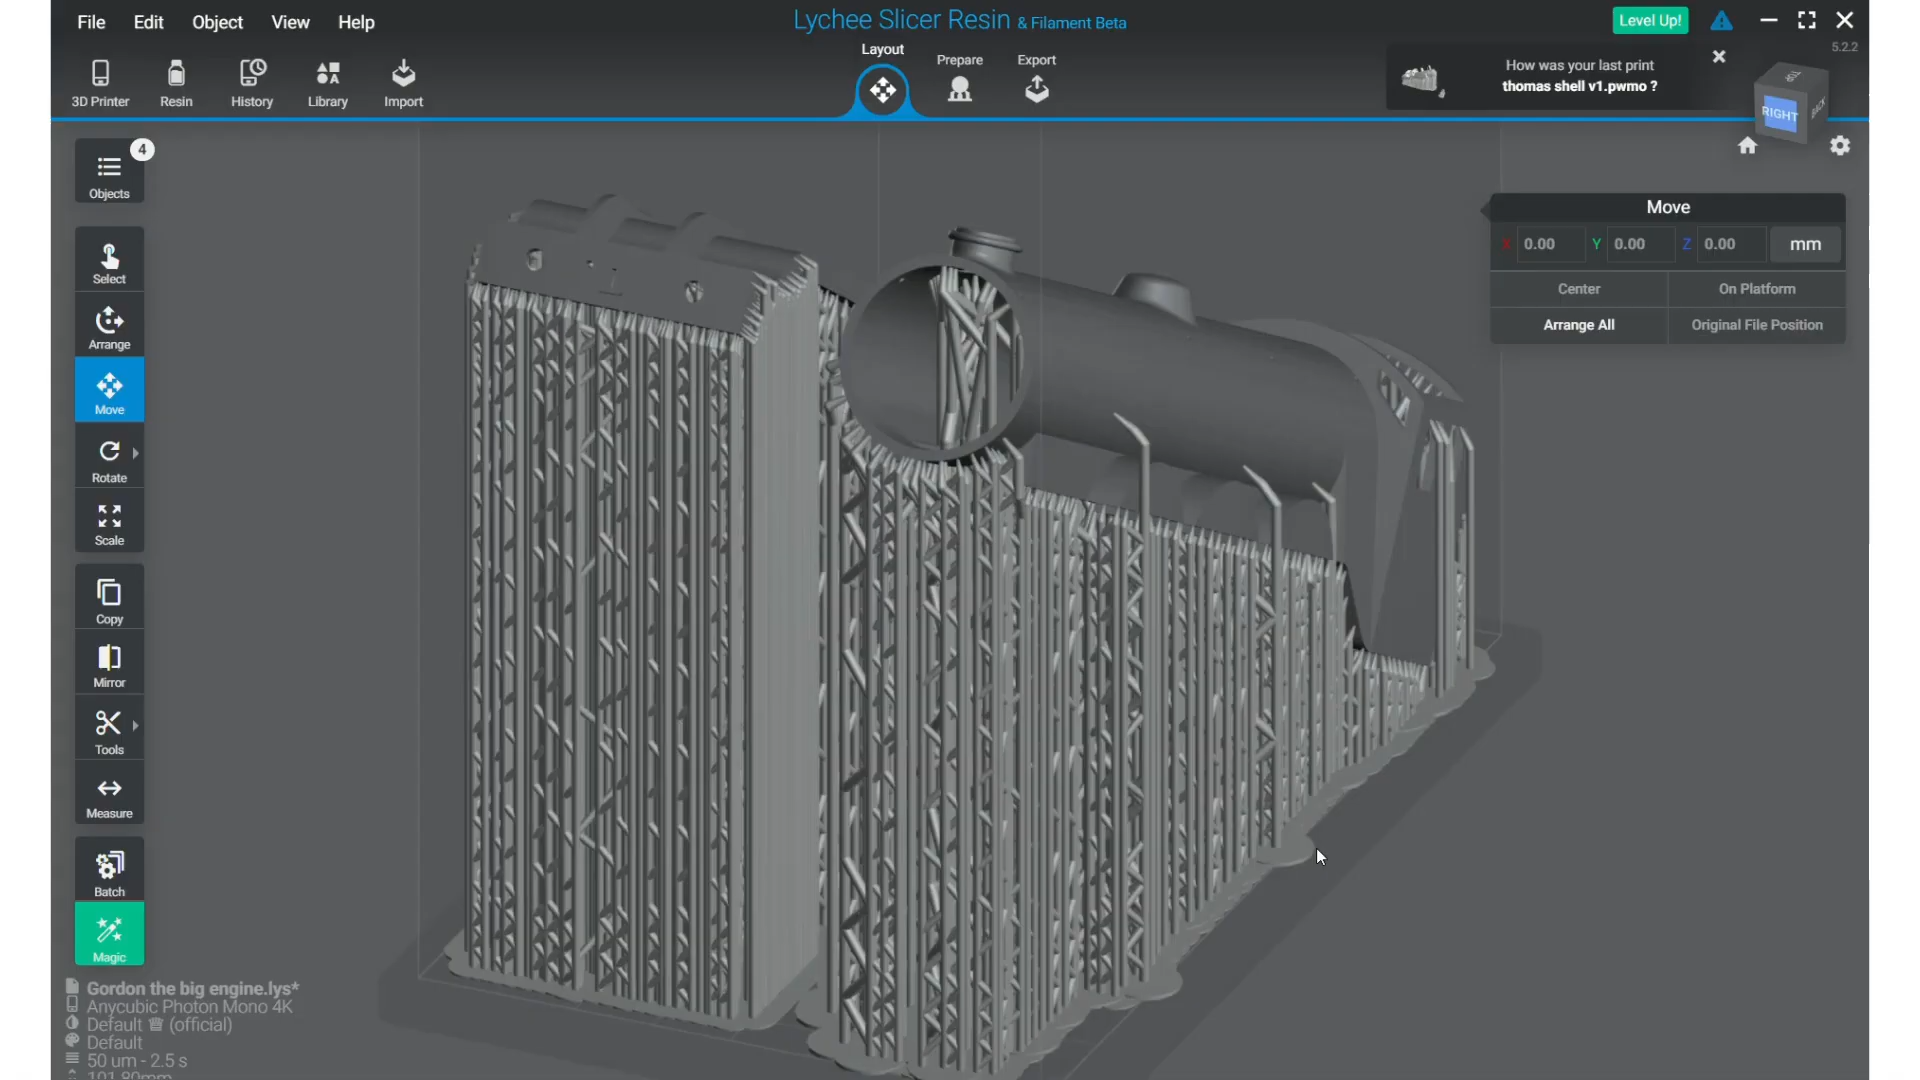 File Edit Object View Help
Lychee Slicer Resin & Filament Beta
Level Up!
5.2.2
3D Printer Resin History Library Import
Layout Prepare Export
How was your last print
thomas shell v1.pwmo ?
RIGHT
BACK
4
Objects
Select
Arrange
Move
Rotate
Scale
Copy
Mirror
Tools
Measure
Batch
Magic
Move
X 0.00 Y 0.00 Z 0.00 mm
Center On Platform
Arrange All Original File Position
Gordon the big engine.lys*
Anycubic Photon Mono 4K
Default (official)
Default
50 um - 2.5 s
101.80mm